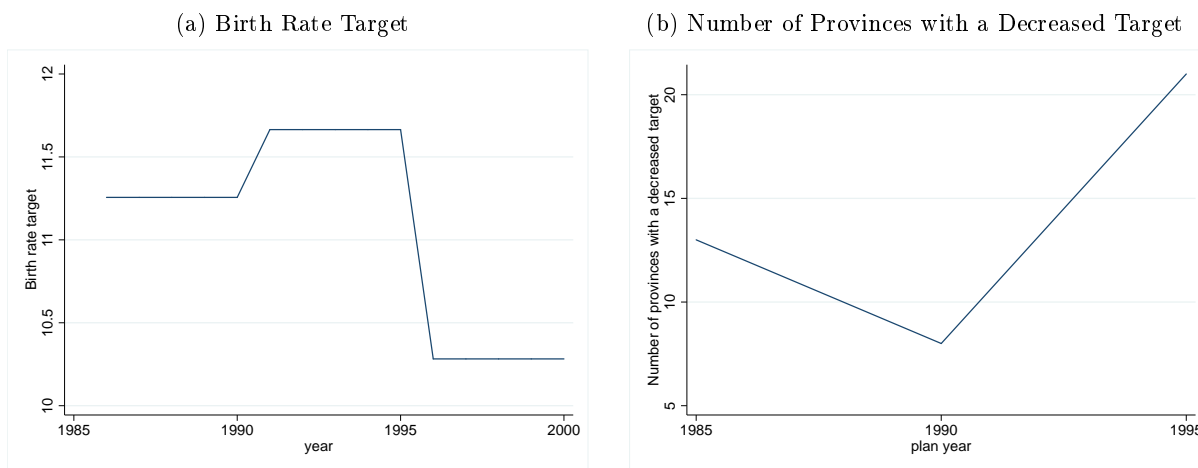 (a) Birth Rate Target
12
11.5
11
10.5
10
Birth rate target
1985 1990 1995 2000
year
(b) Number of Provinces with a Decreased Target
20
15
10
5
Number of provinces with a decreased target
1985 1990 1995
plan year